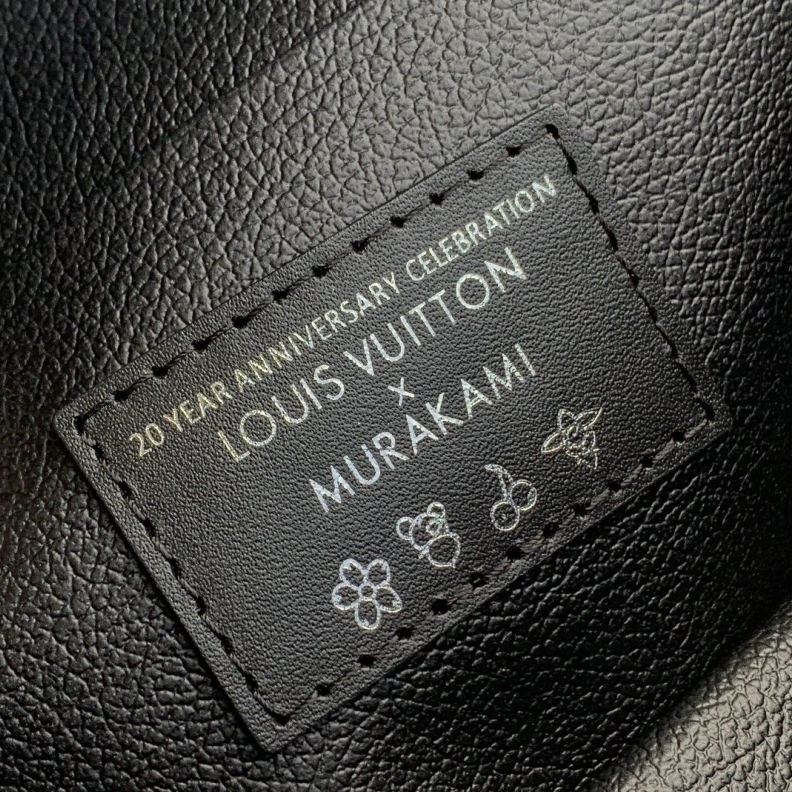 20 YEAR ANNIVERSARY CELEBRATION
LOUIS VUITTON
×
MURAKAMI